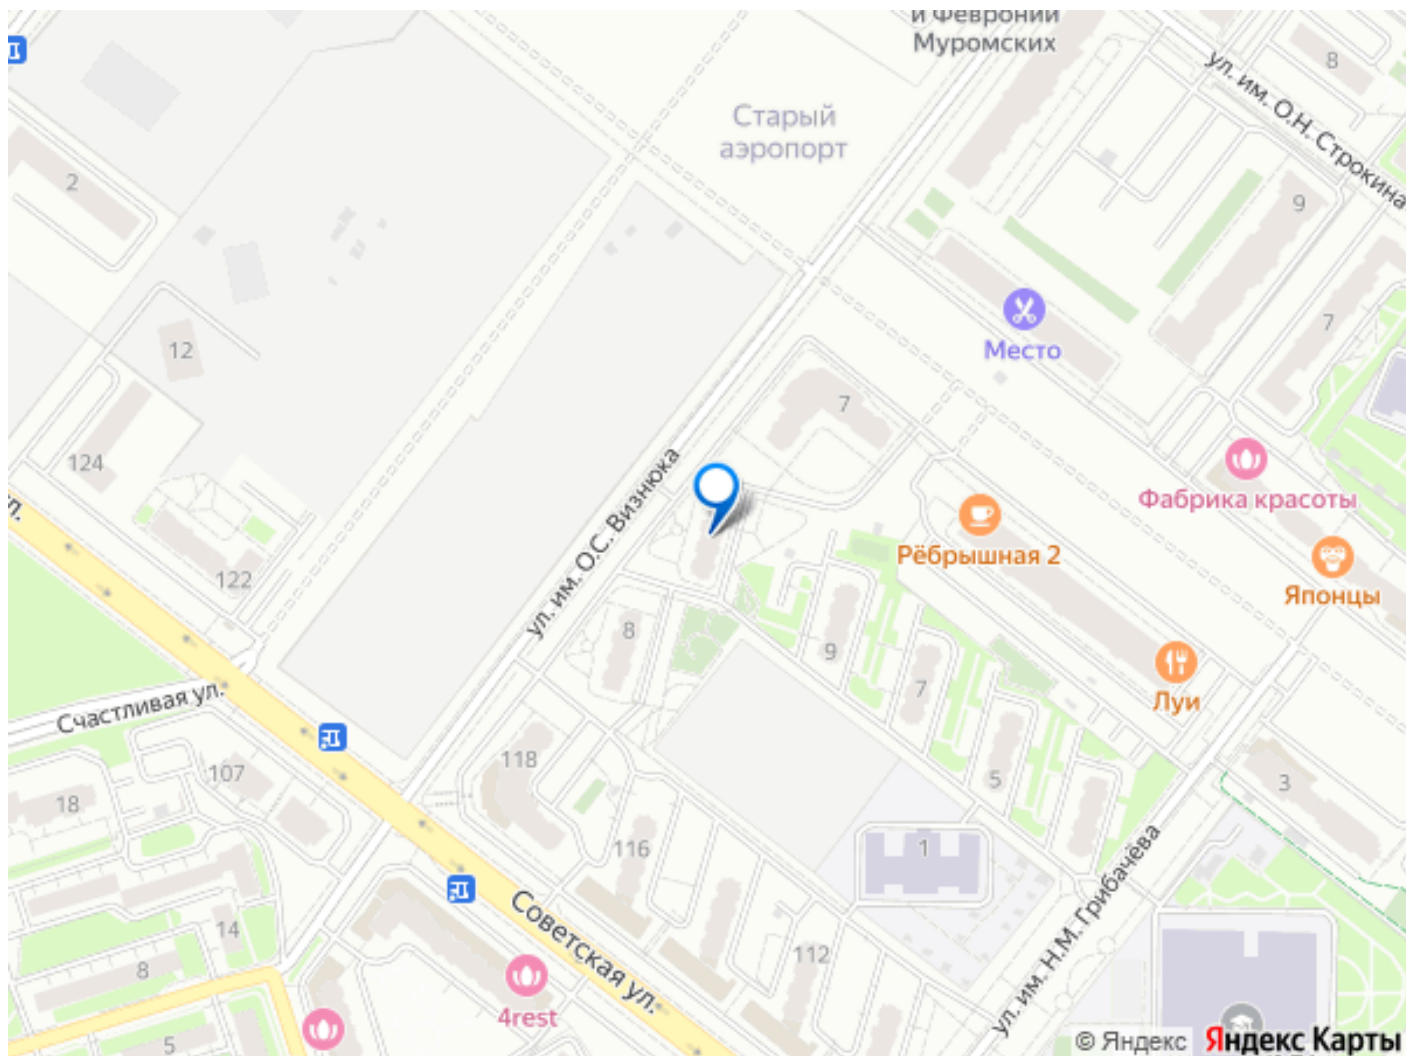 и Февронии
Муромских
ул. им. О.Н. Строкина
8
Старый
аэропорт
2
9
7
12
Место
7
124
Фабрика красоты
ул. им. О.С. Визнюка
Рёбрышная 2
ул.
Японцы
122
8
9
7
Луи
Счастливая ул.
118
5
107
3
18
116
1
ул. им. Н.М. Грибачёва
Советская ул.
14
112
8
4rest
5
© Яндекс Яндекс Карты